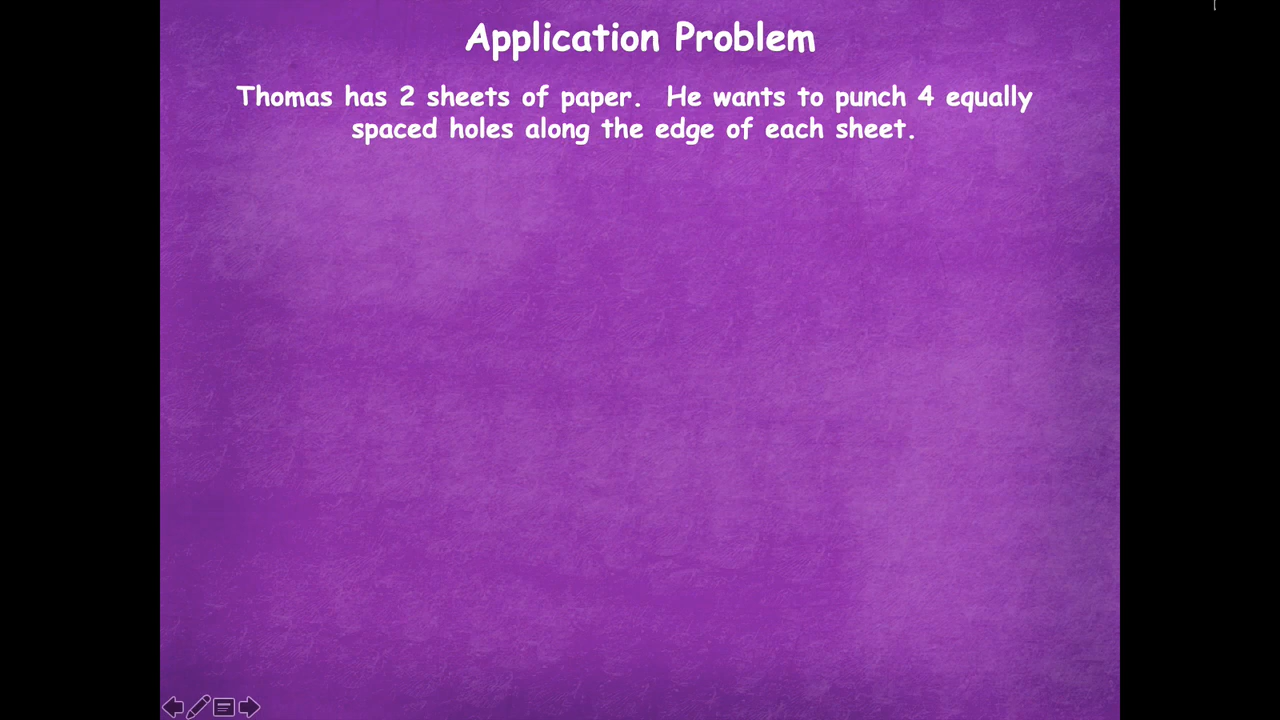 Application Problem
Thomas has 2 sheets of paper.  He wants to punch 4 equally
spaced holes along the edge of each sheet.